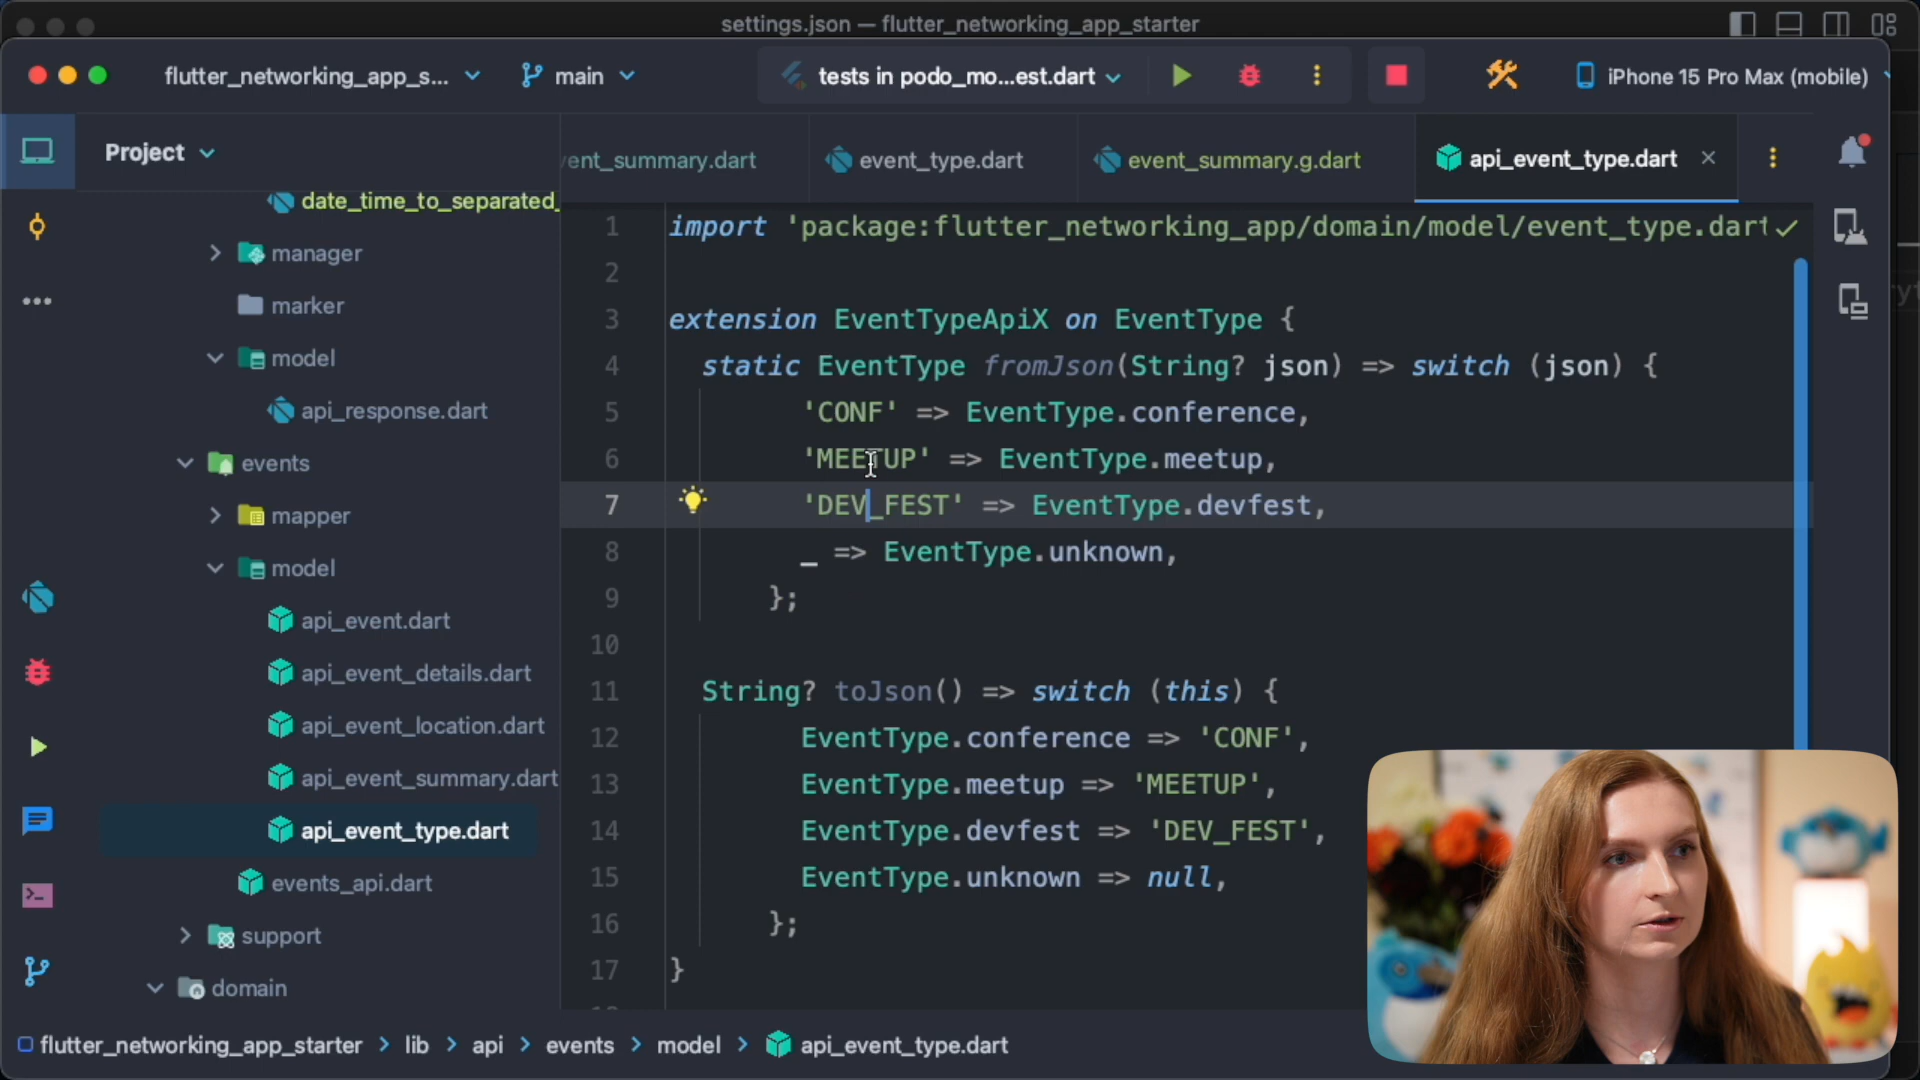 settings.json — flutter_networking_app_starter
flutter_networking_app_s...
main
tests in podo_mo...est.dart
iPhone 15 Pro Max (mobile)
Project
ent_summary.dart
event_type.dart
event_summary.g.dart
api_event_type.dart
date_time_to_separated_
manager
marker
model
api_response.dart
events
mapper
model
api_event.dart
api_event_details.dart
api_event_location.dart
api_event_summary.dart
api_event_type.dart
events_api.dart
support
domain
1 import 'package:flutter_networking_app/domain/model/event_type.dart
2
3 extension EventTypeApiX on EventType {
4 static EventType fromJson(String? json) => switch (json) {
5 'CONF' => EventType.conference,
6 'MEETUP' => EventType.meetup,
7 'DEV_FEST' => EventType.devfest,
8 _ => EventType.unknown,
9 };
10
11 String? toJson() => switch (this) {
12 EventType.conference => 'CONF',
13 EventType.meetup => 'MEETUP',
14 EventType.devfest => 'DEV_FEST',
15 EventType.unknown => null,
16 };
17 }
flutter_networking_app_starter > lib > api > events > model > api_event_type.dart